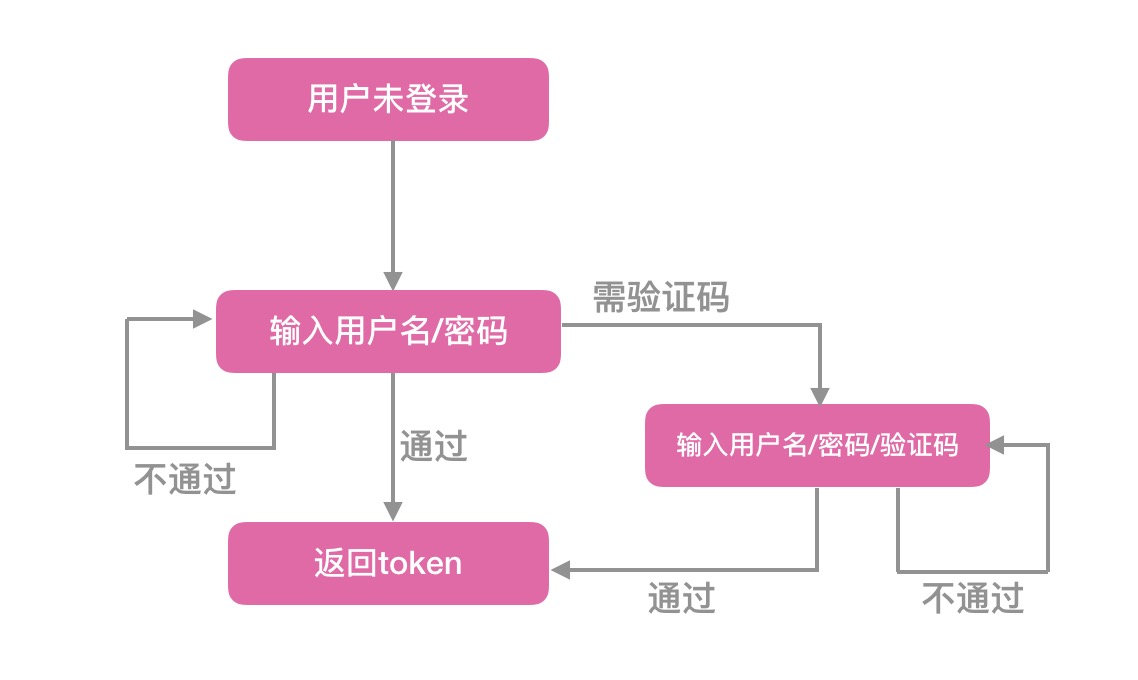 用户未登录
需验证码
输入用户名/密码
通过
输入用户名/密码/验证码
不通过
返回token
通过
不通过